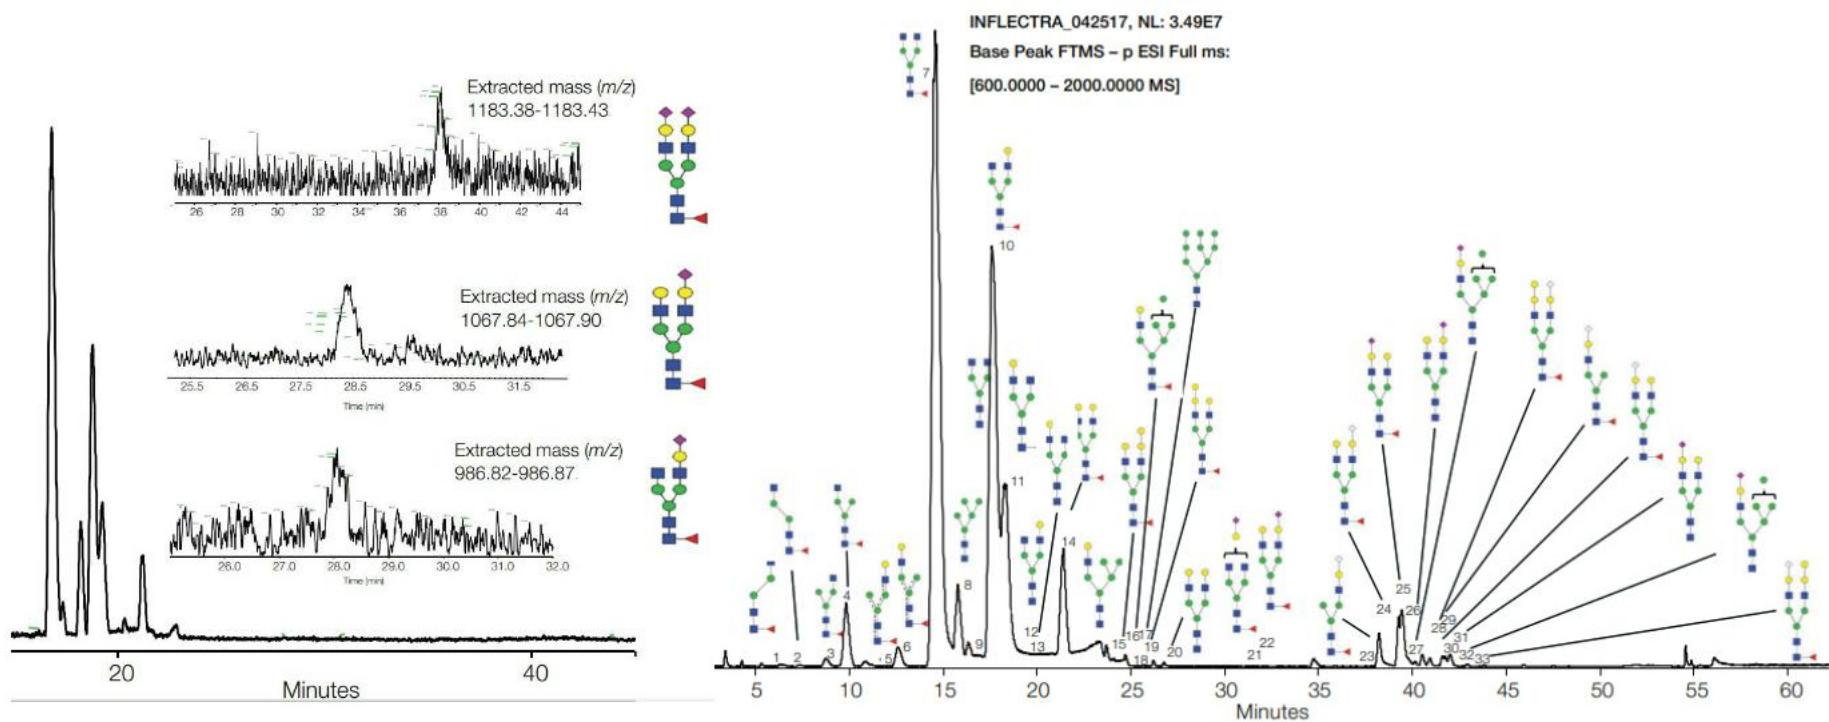 Extracted mass (m/z)
1183.38-1183.43
26 28 30 32 34 36 38 40 42 44
Extracted mass (m/z)
1067.84-1067.90
25.5 26.5 27.5 28.5 29.5 30.5 31.5
Time (min)
Extracted mass (m/z)
986.82-986.87
26.0 27.0 28.0 29.0 30.0 31.0 32.0
Time (min)
20 40
Minutes
INFLECTRA_042517, NL: 3.49E7
Base Peak FTMS – p ESI Full ms:
[600.0000 – 2000.0000 MS]
7
10
11
8
14
4
25
24
26
12
16
17
29
28
13
15
19
22
31
1
2
3
5
6
9
18
20
21
23
27
30
32
33
5 10 15 20 25 30 35 40 45 50 55 60
Minutes